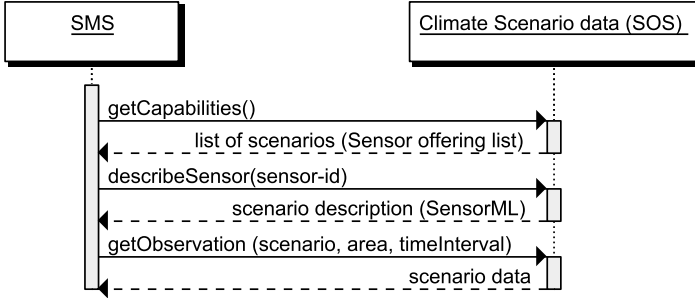 SMS
Climate Scenario data (SOS)
getCapabilities()
list of scenarios (Sensor offering list)
describeSensor(sensor-id)
scenario description (SensorML)
getObservation (scenario, area, timeInterval)
scenario data